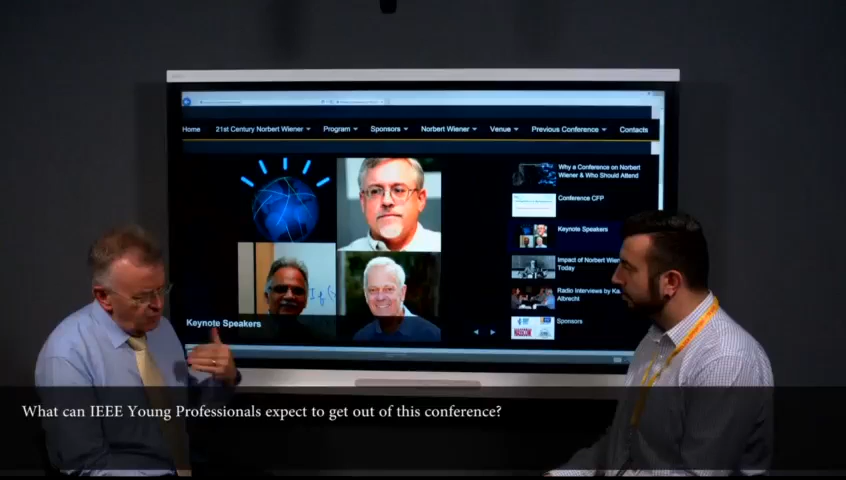 Home 21st Century Norbert Wiener Program Sponsors Norbert Wiener Venue Previous Conference Contacts
Why a Conference on Norbert
Wiener & Who Should Attend
Conference CFP
Keynote Speakers
Impact of Norbert Wien
Today
Radio Interviews by Ka
Albrecht
Sponsors
Keynote Speakers
What can IEEE Young Professionals expect to get out of this conference?